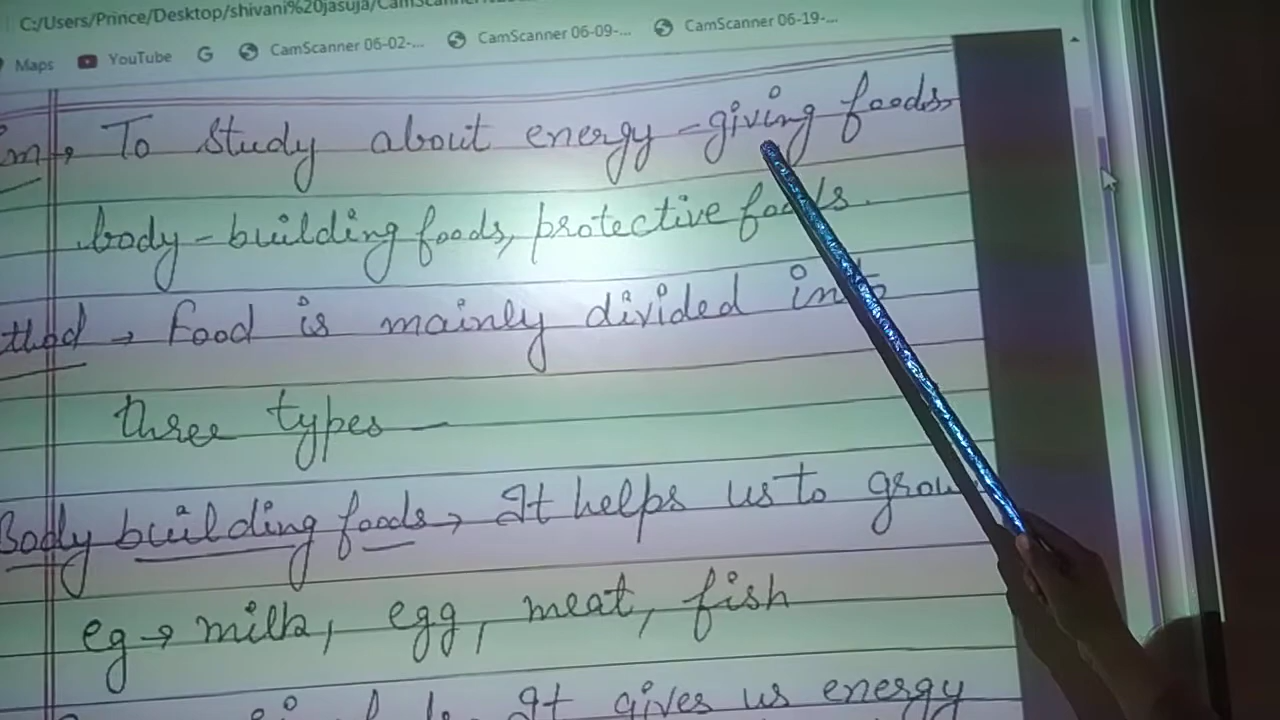 C:/Users/Prince/Desktop/shivani%20jasuja/CamScanner
Maps YouTube G CamScanner 06-02-... CamScanner 06-09-... CamScanner 06-19-...
im → To study about energy-giving foods,
body-building foods, protective foods.
thod → Food is mainly divided into
three types —
Body building foods → It helps us to grow
eg → milk, egg, meat, fish
It gives us energy